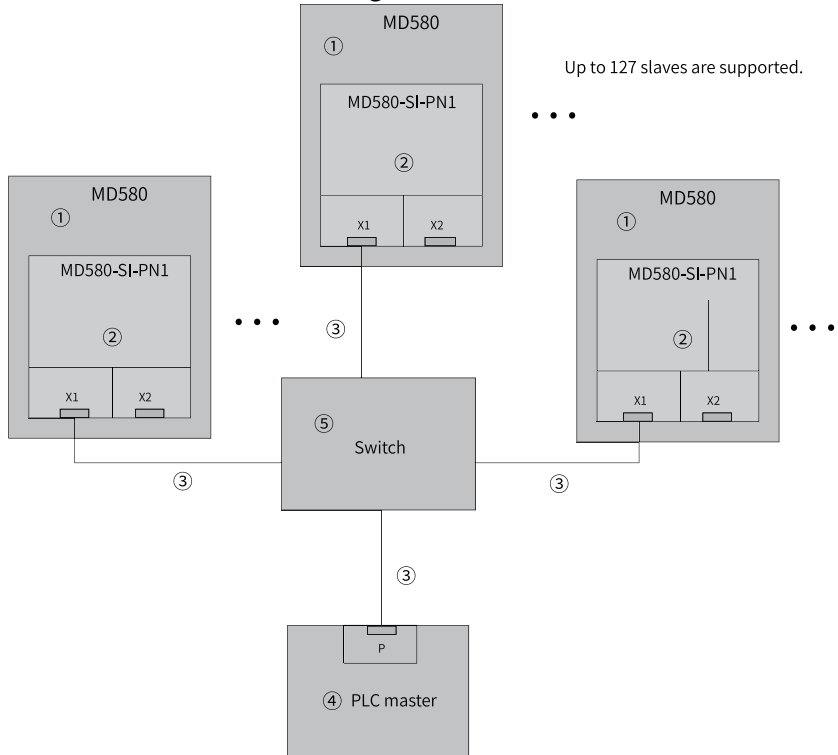 MD580
①
Up to 127 slaves are supported.
MD580-SI-PN1
②
X1 X2
MD580
①
MD580-SI-PN1
②
X1 X2
MD580
①
MD580-SI-PN1
②
X1 X2
③
⑤
Switch
③
③
③
P
④ PLC master